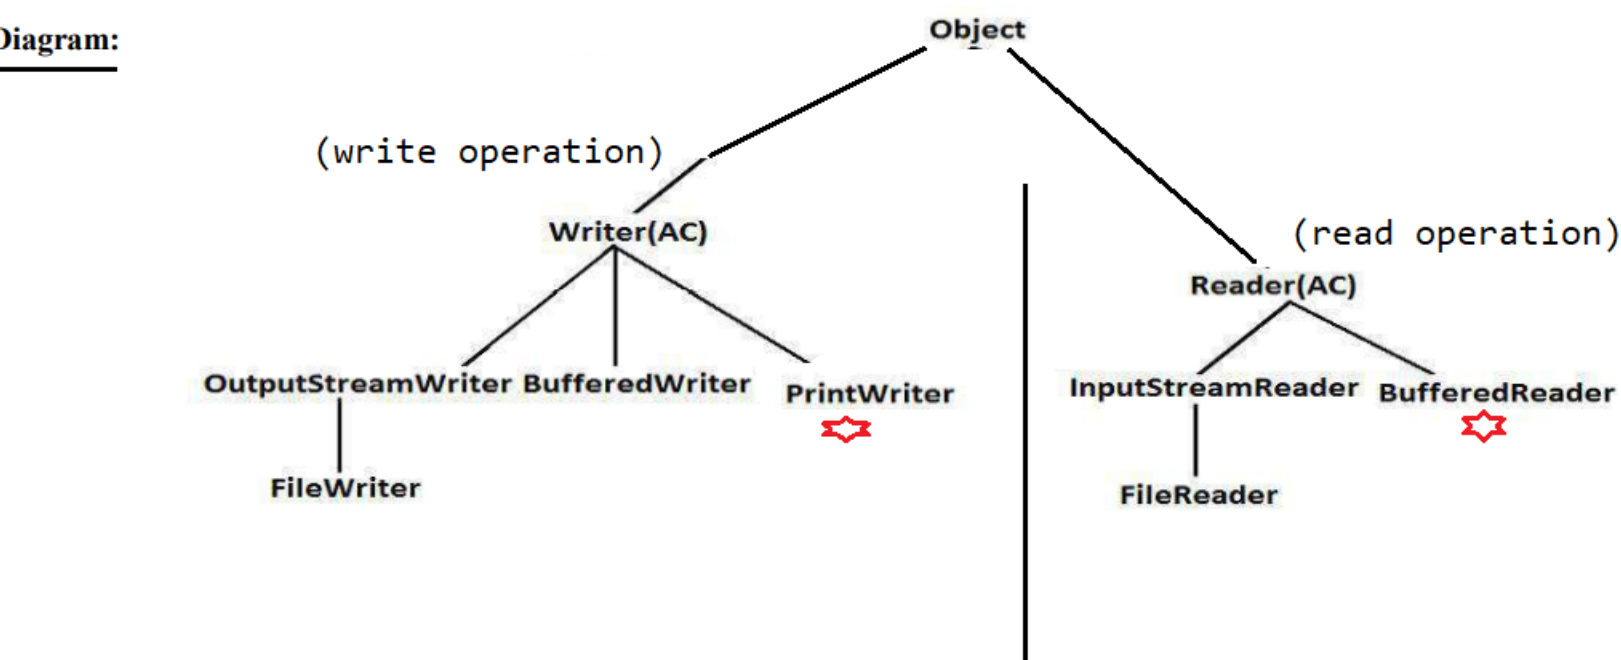 Diagram:
Object
(write operation)
Writer(AC)
(read operation)
Reader(AC)
OutputStreamWriter BufferedWriter PrintWriter
InputStreamReader BufferedReader
FileWriter
FileReader